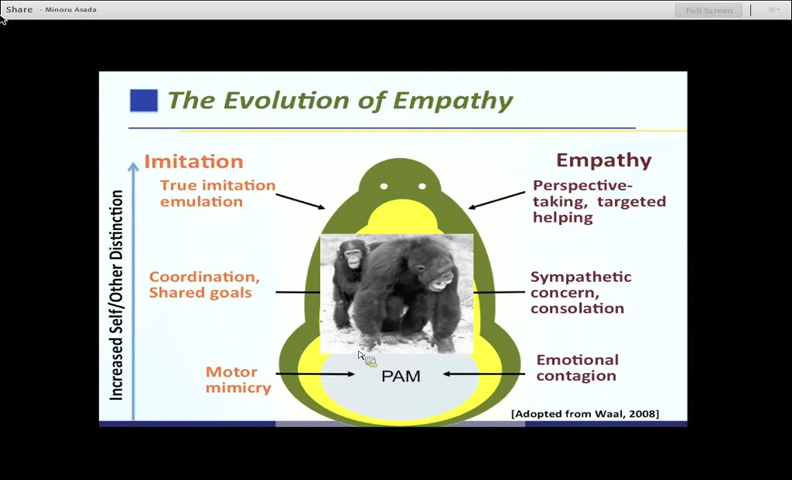 Share - Minoru Asada
Full Screen
The Evolution of Empathy
Imitation
Empathy
True imitation
emulation
Perspective-
taking, targeted
helping
Coordination,
Shared goals
Sympathetic
concern,
consolation
Motor
mimicry
PAM
Emotional
contagion
Increased Self/Other Distinction
[Adopted from Waal, 2008]